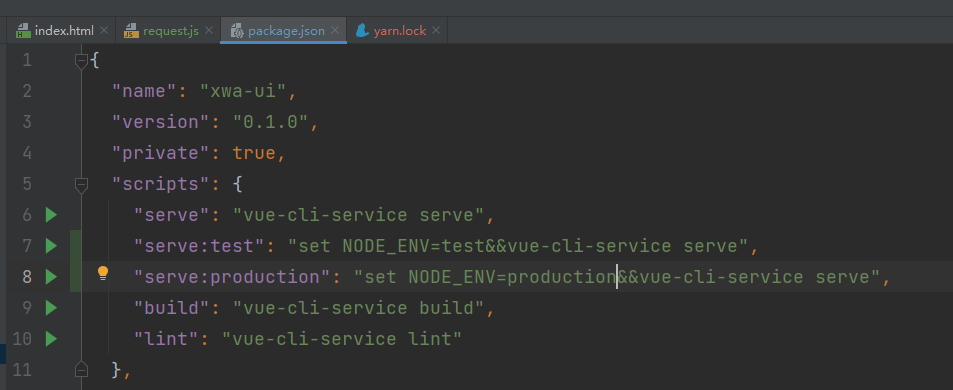 index.html request.js package.json yarn.lock
1 {
2 "name": "xwa-ui",
3 "version": "0.1.0",
4 "private": true,
5 "scripts": {
6 "serve": "vue-cli-service serve",
7 "serve:test": "set NODE_ENV=test&&vue-cli-service serve",
8 "serve:production": "set NODE_ENV=production&&vue-cli-service serve",
9 "build": "vue-cli-service build",
10 "lint": "vue-cli-service lint"
11 },